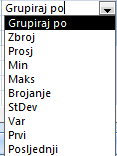 Grupiraj po
Grupiraj po
Zbroj
Prosj
Min
Maks
Brojanje
StDev
Var
Prvi
Posljednji